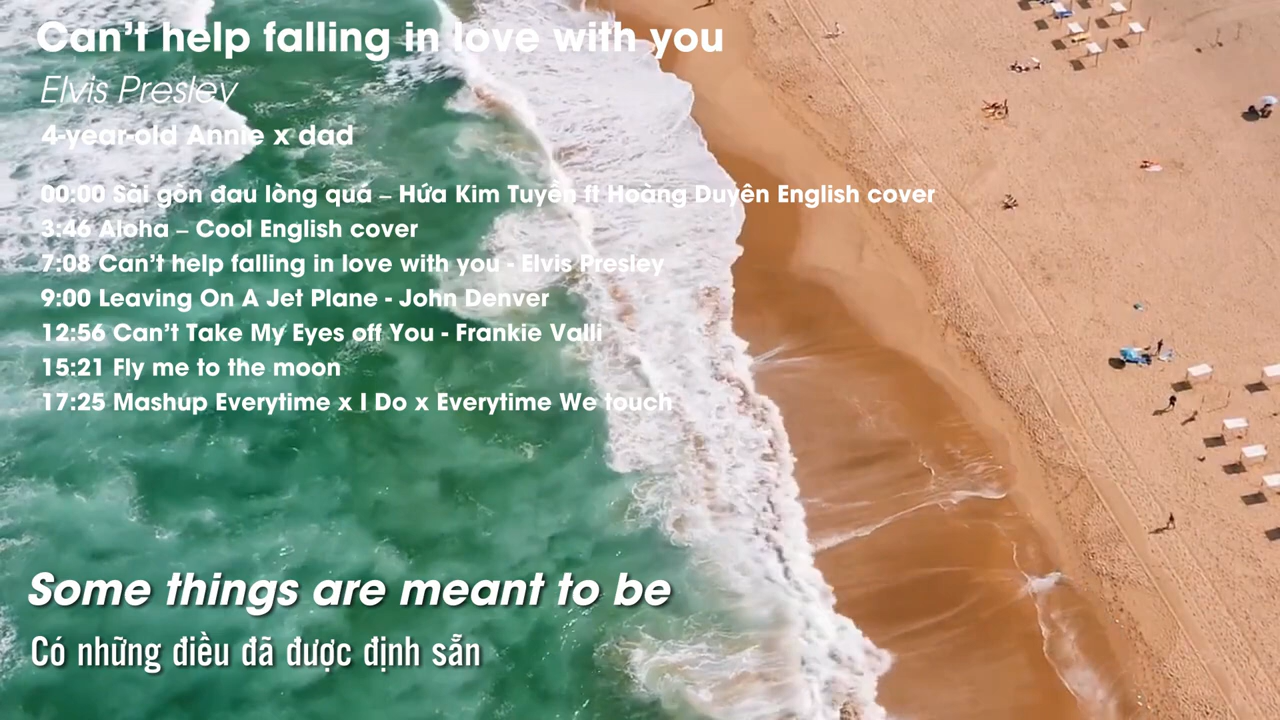 Can't help falling in love with you
Elvis Presley
4-year-old Annie x dad
00:00 Sài gòn đau lòng quá – Hứa Kim Tuyền ft Hoàng Duyên English cover
3:46 Aloha – Cool English cover
7:08 Can't help falling in love with you - Elvis Presley
9:00 Leaving On A Jet Plane - John Denver
12:56 Can't Take My Eyes off You - Frankie Valli
15:21 Fly me to the moon
17:25 Mashup Everytime x I Do x Everytime We touch
Some things are meant to be
Có những điều đã được định sẵn